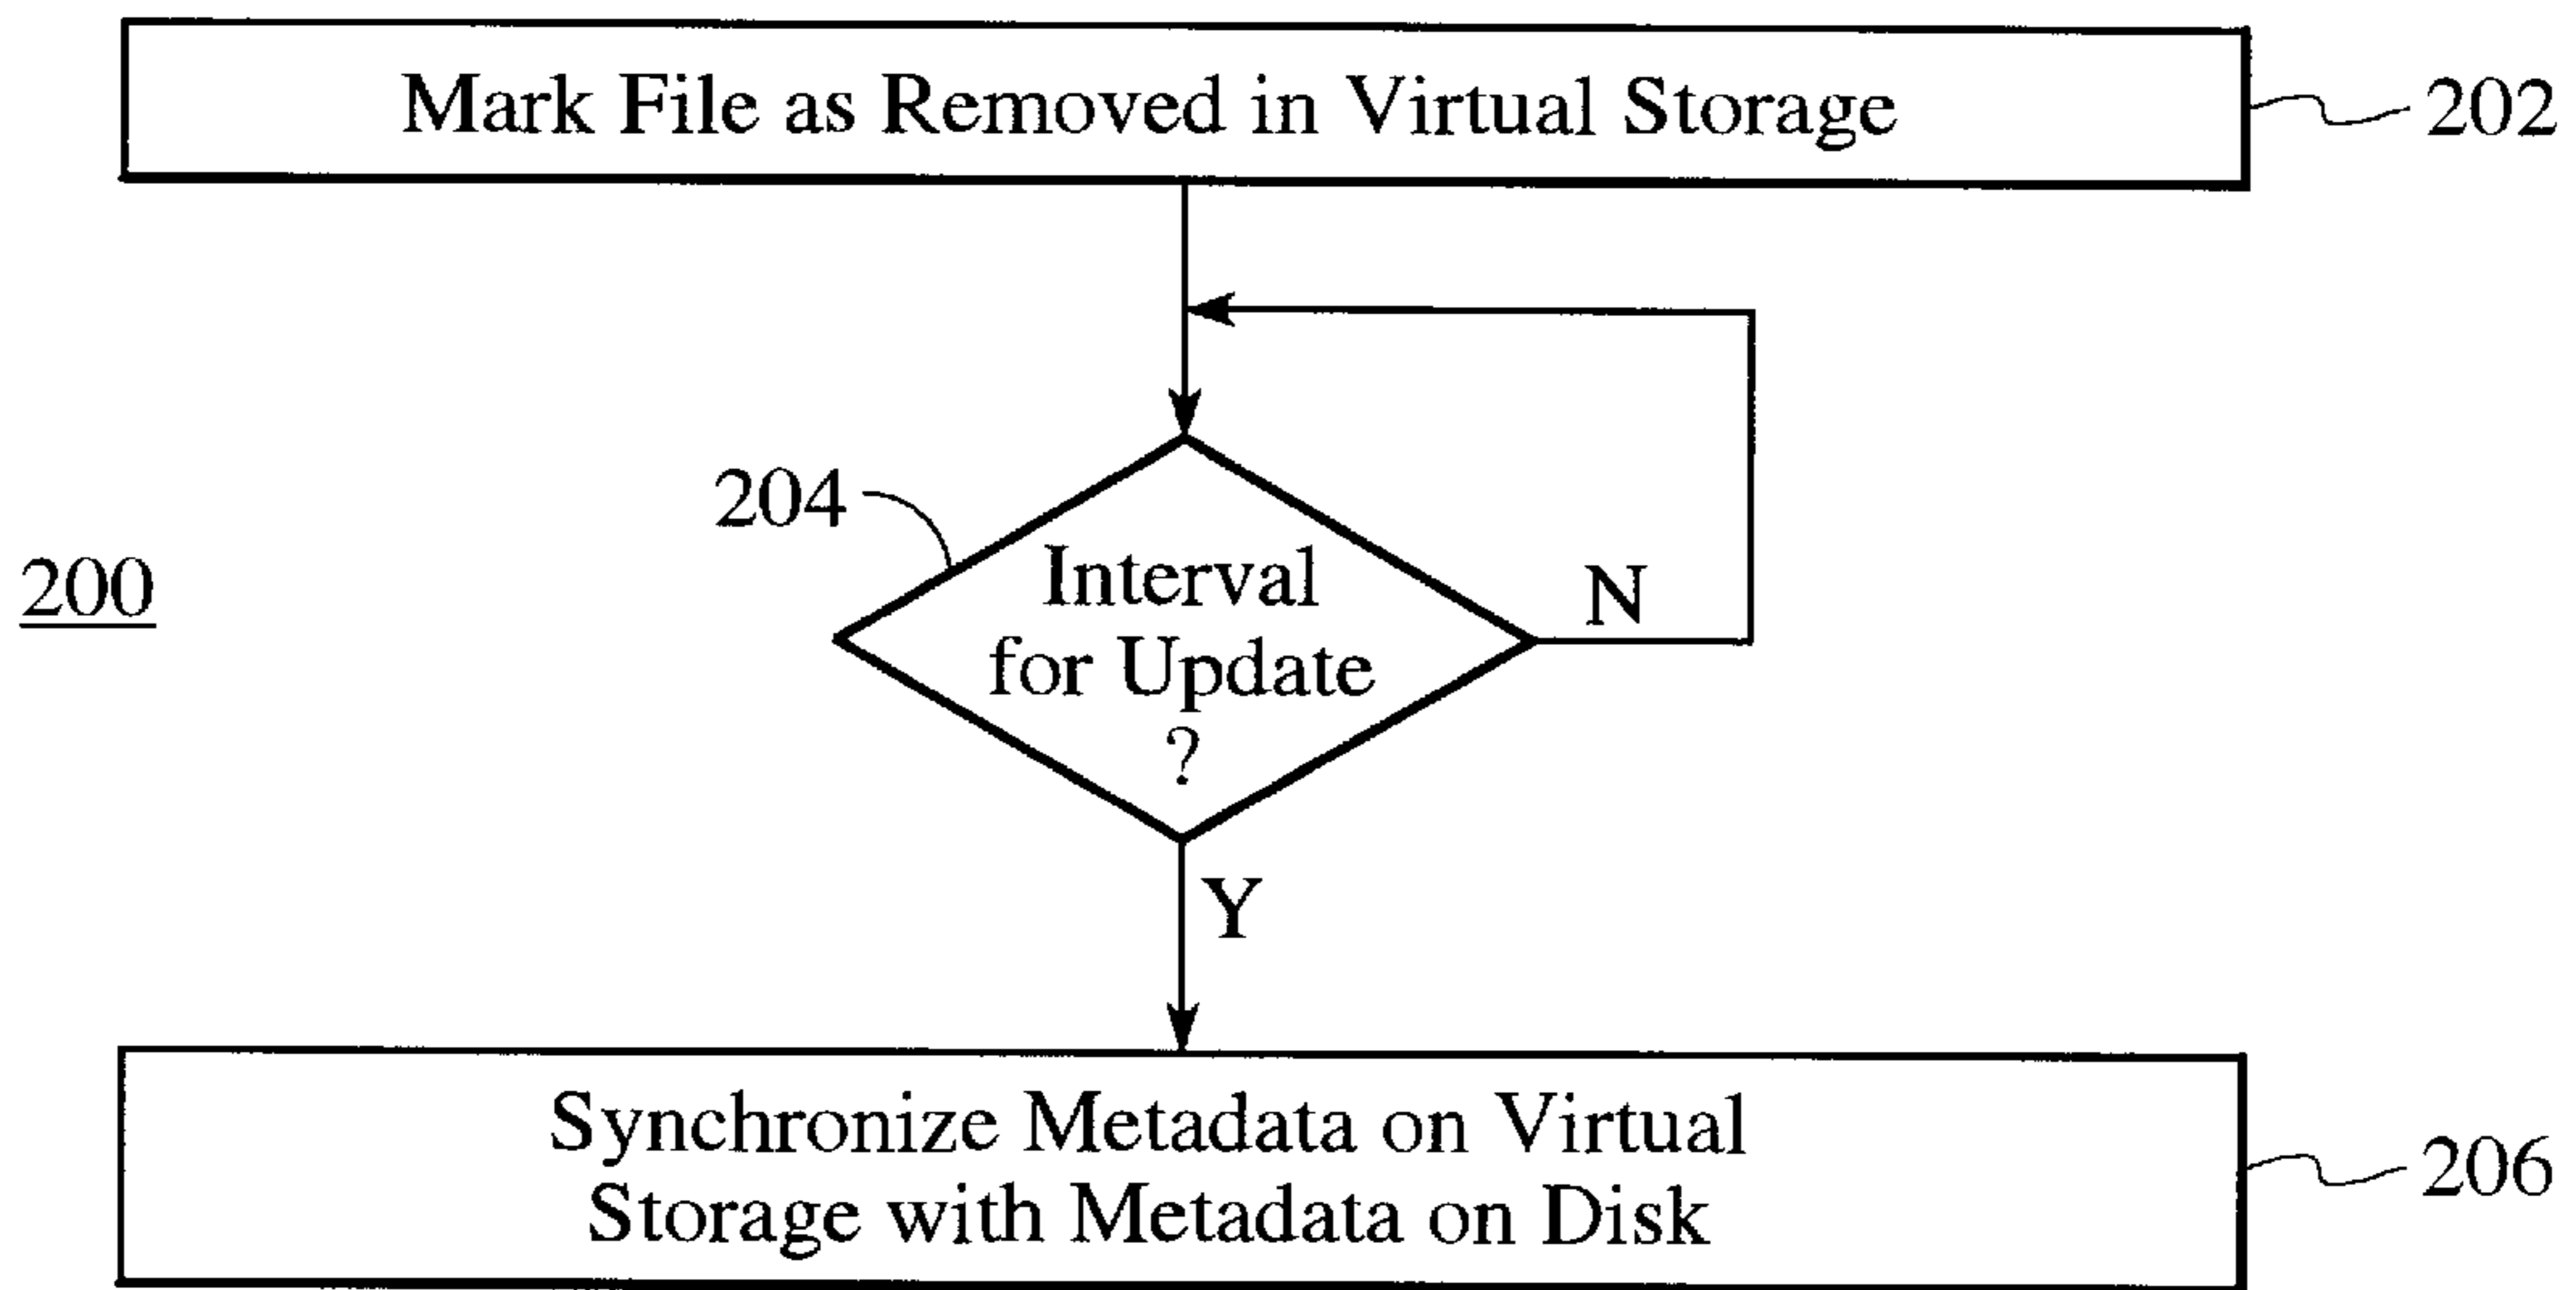 Mark File as Removed in Virtual Storage
202
204
Interval
for Update
?
N
200
Y
Synchronize Metadata on Virtual
Storage with Metadata on Disk
206